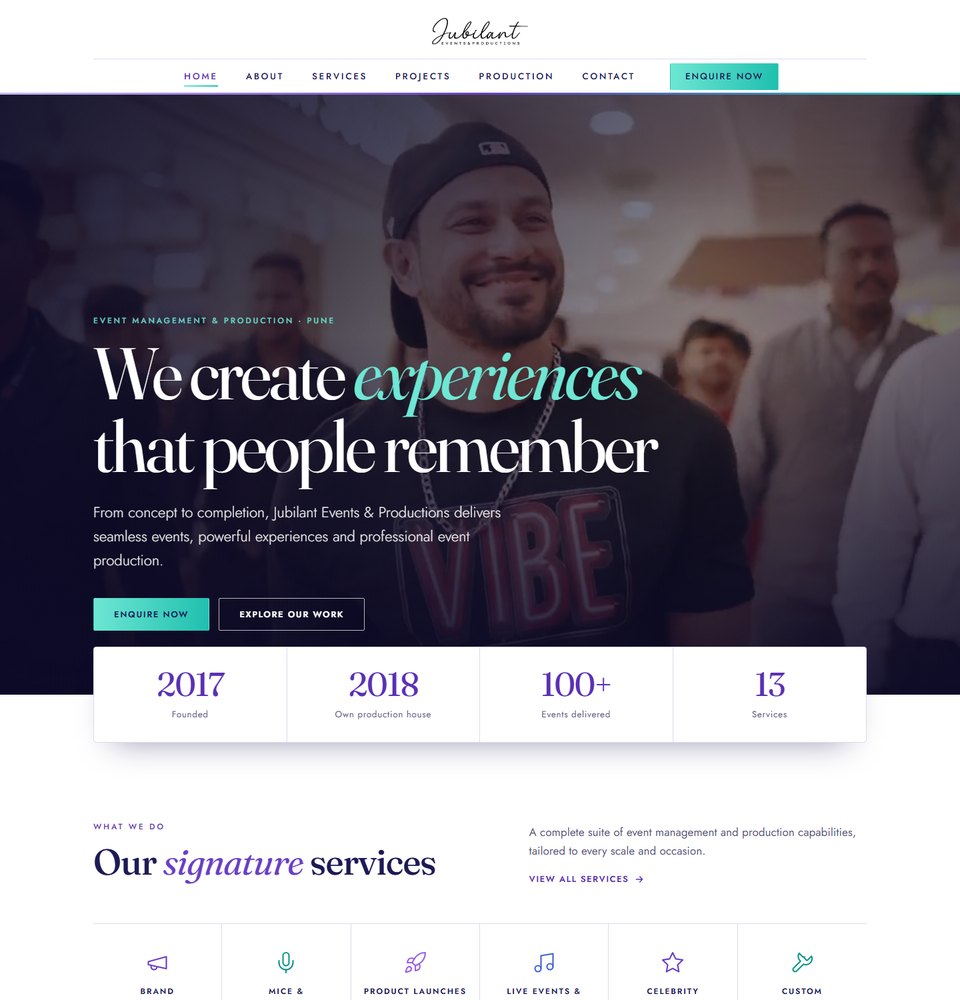 Jubilant
EVENTS & PRODUCTIONS
HOME ABOUT SERVICES PROJECTS PRODUCTION CONTACT ENQUIRE NOW
EVENT MANAGEMENT & PRODUCTION · PUNE
We create experiences
that people remember
From concept to completion, Jubilant Events & Productions delivers
seamless events, powerful experiences and professional event
production.
VIBE
ENQUIRE NOW EXPLORE OUR WORK
2017 2018 100+ 13
Founded Own production house Events delivered Services
WHAT WE DO
Our signature services
A complete suite of event management and production capabilities,
tailored to every scale and occasion.
VIEW ALL SERVICES →
BRAND MICE & PRODUCT LAUNCHES LIVE EVENTS & CELEBRITY CUSTOM